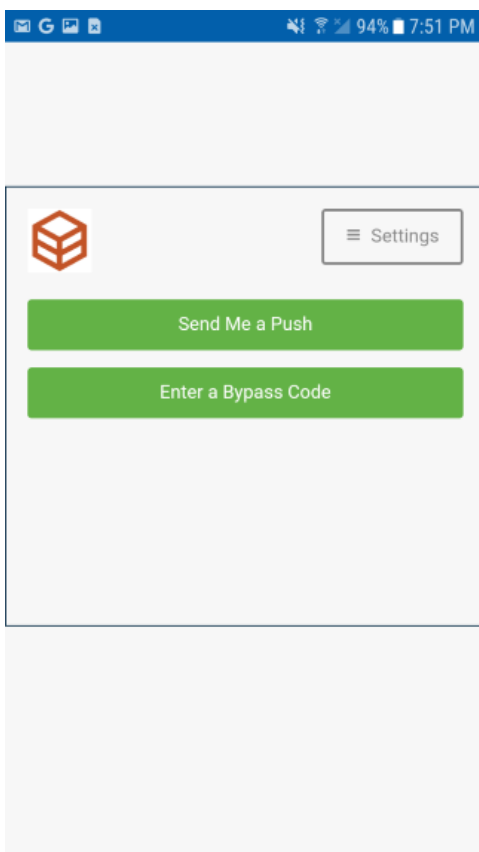 G 94% 7:51 PM
≡ Settings
Send Me a Push
Enter a Bypass Code